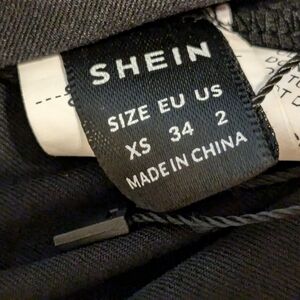 SHEIN
SIZE EU US
XS 34 2
MADE IN CHINA